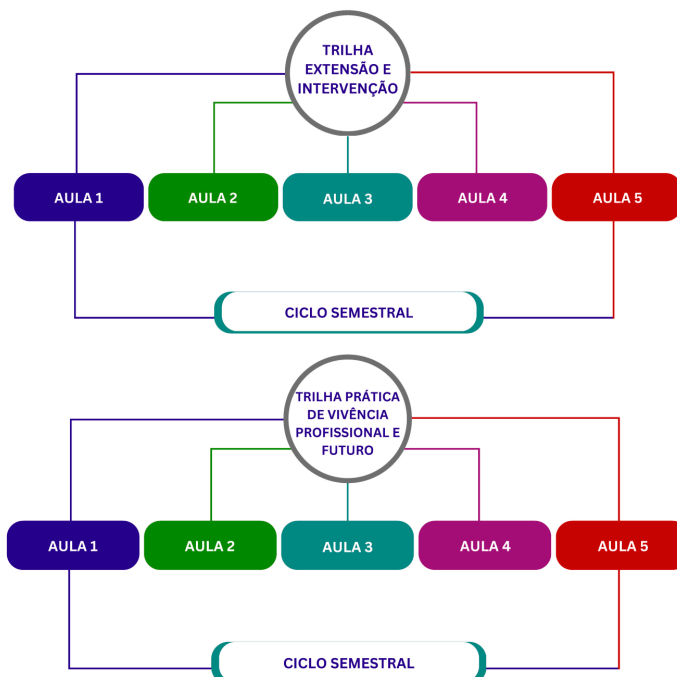 TRILHA
EXTENSÃO E
INTERVENÇÃO
AULA 1
AULA 2
AULA 3
AULA 4
AULA 5
CICLO SEMESTRAL
TRILHA PRÁTICA
DE VIVÊNCIA
PROFISSIONAL E
FUTURO
AULA 1
AULA 2
AULA 3
AULA 4
AULA 5
CICLO SEMESTRAL